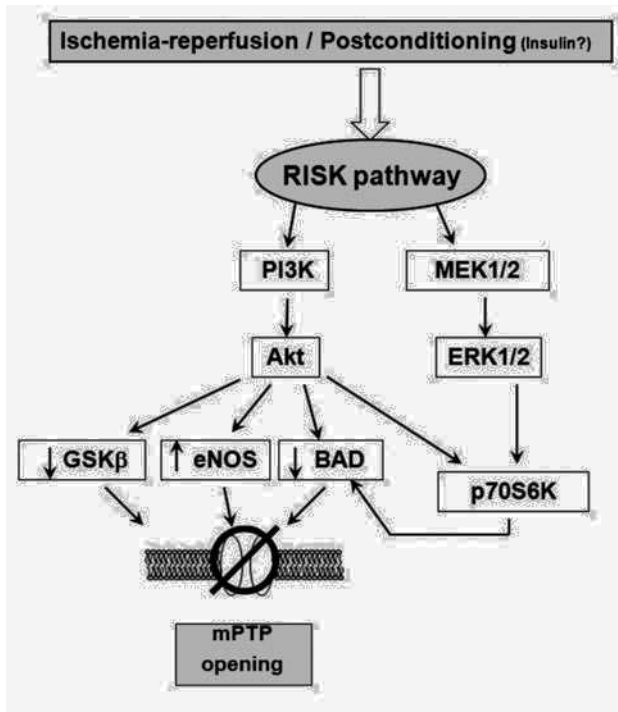 Ischemia-reperfusion / Postconditioning (Insulin?)
RISK pathway
PI3K
MEK1/2
Akt
ERK1/2
↓ GSKβ
↑ eNOS
↓ BAD
p70S6K
mPTP
opening